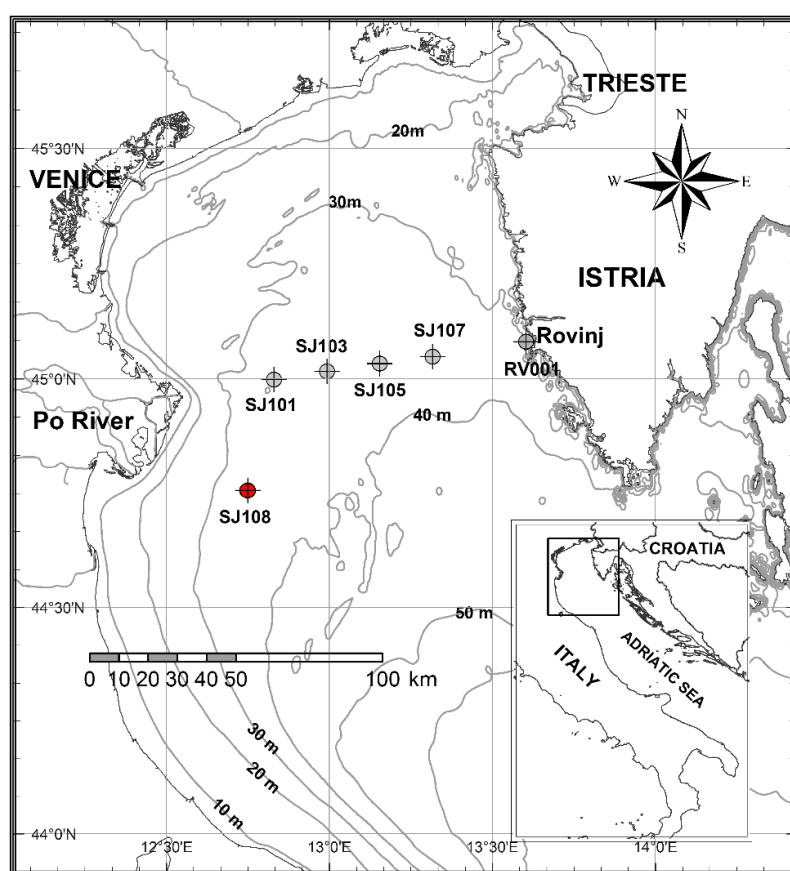 TRIESTE
20m
45°30'N
VENICE
N
W
E
S
30m
ISTRIA
SJ103
SJ107
Rovinj
RV001
SJ105
SJ101
45°0'N
Po River
40 m
SJ108
44°30'N
50 m
0 10 20 30 40 50 100 km
CROATIA
ITALY
ADRIATIC SEA
30 m
20 m
10 m
44°0'N
12°30'E
13°0'E
13°30'E
14°0'E